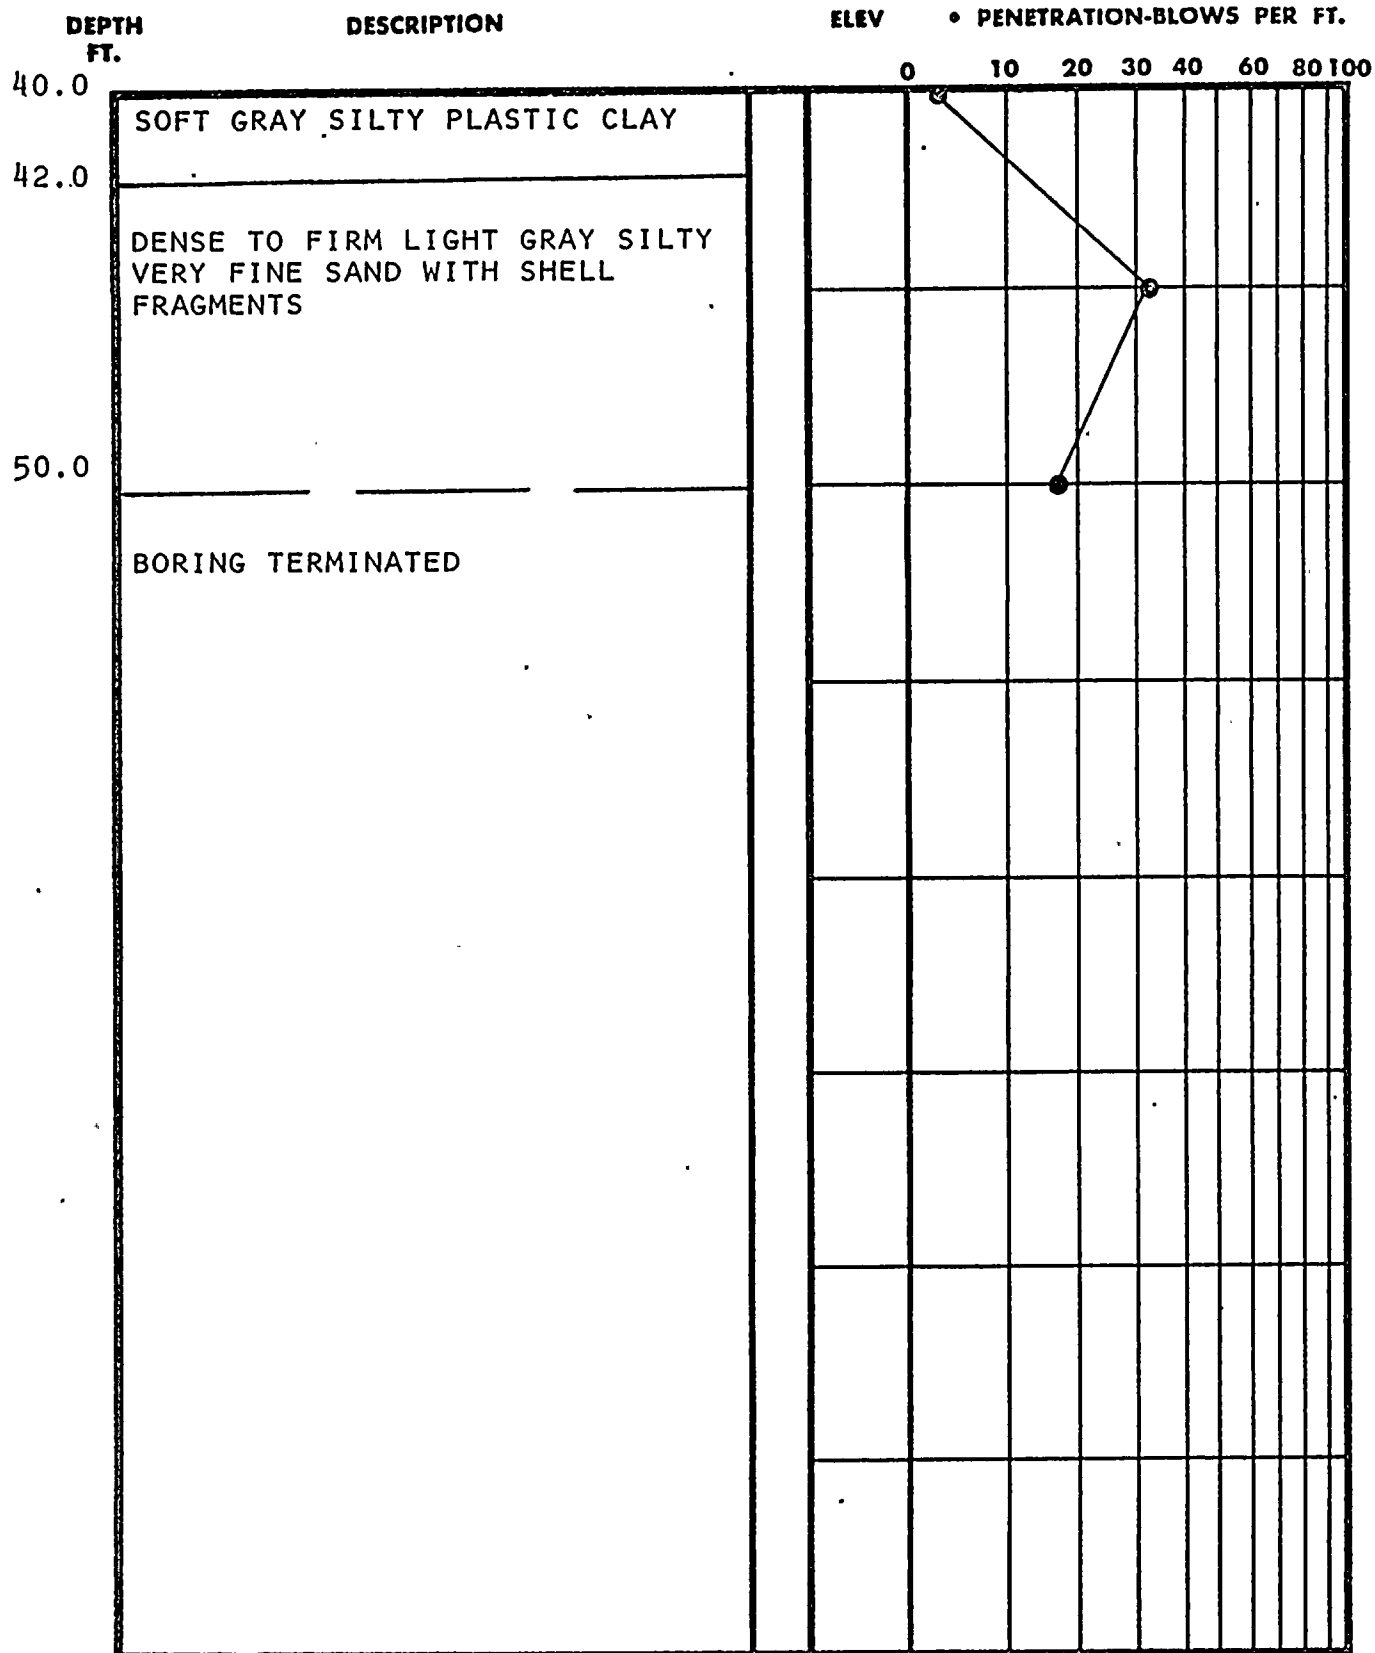 DEPTH FT. DESCRIPTION ELEV • PENETRATION-BLOWS PER FT.
0 10 20 30 40 60 80 100
40.0
SOFT GRAY SILTY PLASTIC CLAY
42.0
DENSE TO FIRM LIGHT GRAY SILTY
VERY FINE SAND WITH SHELL
FRAGMENTS
50.0
BORING TERMINATED